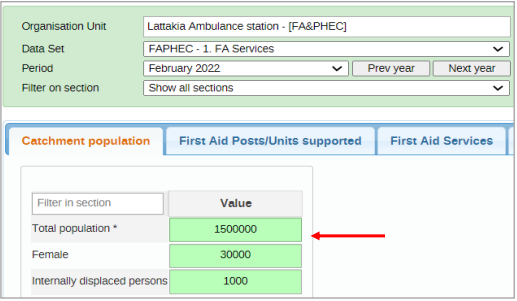 Organisation Unit Lattakia Ambulance station - [FA&PHEC]
Data Set FAPHEC - 1. FA Services
Period February 2022 Prev year Next year
Filter on section Show all sections
Catchment population First Aid Posts/Units supported First Aid Services
Filter in section Value
Total population * 1500000
Female 30000
Internally displaced persons 1000